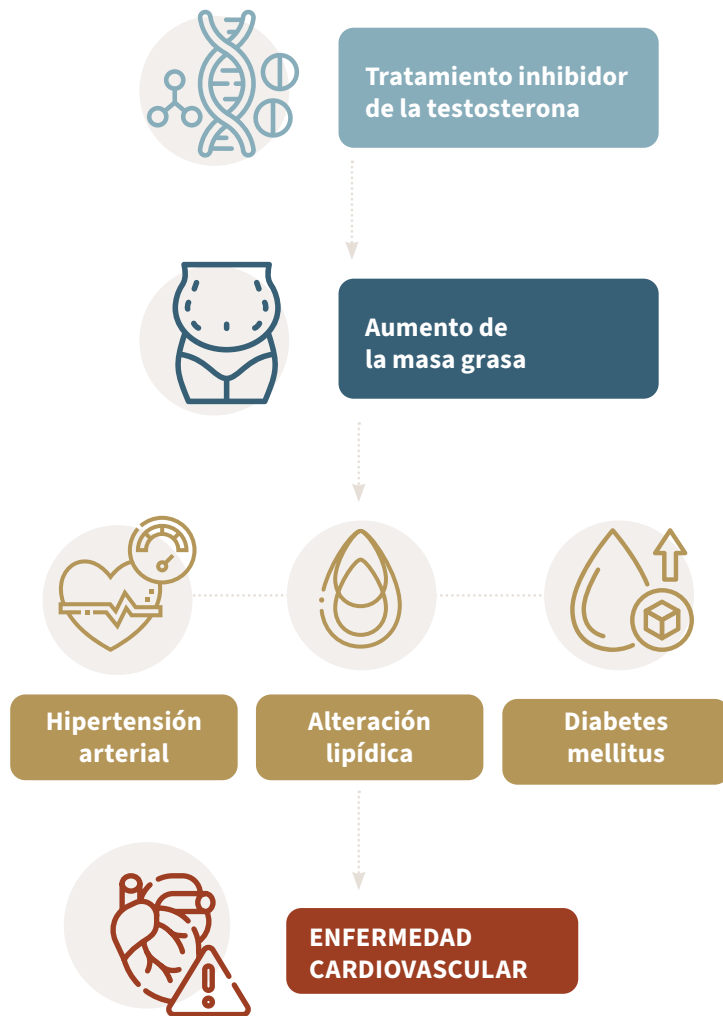 Tratamiento inhibidor
de la testosterona
Aumento de
la masa grasa
Hipertensión
arterial
Alteración
lipídica
Diabetes
mellitus
ENFERMEDAD
CARDIOVASCULAR